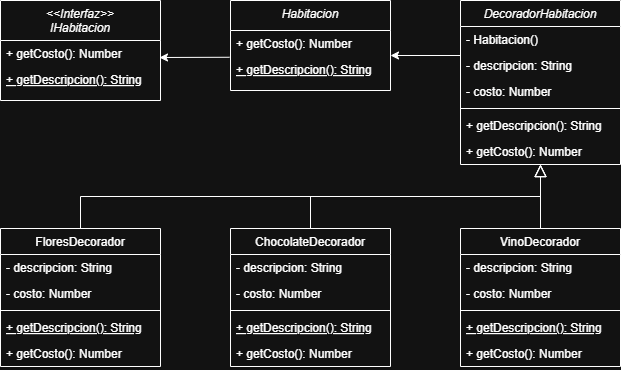 <<Interfaz>>
IHabitacion
+ getCosto(): Number
+ getDescripcion(): String
Habitacion
+ getCosto(): Number
+ getDescripcion(): String
DecoradorHabitacion
- Habitacion()
- descripcion: String
- costo: Number
+ getDescripcion(): String
+ getCosto(): Number
FloresDecorador
- descripcion: String
- costo: Number
+ getDescripcion(): String
+ getCosto(): Number
ChocolateDecorador
- descripcion: String
- costo: Number
+ getDescripcion(): String
+ getCosto(): Number
VinoDecorador
- descripcion: String
- costo: Number
+ getDescripcion(): String
+ getCosto(): Number